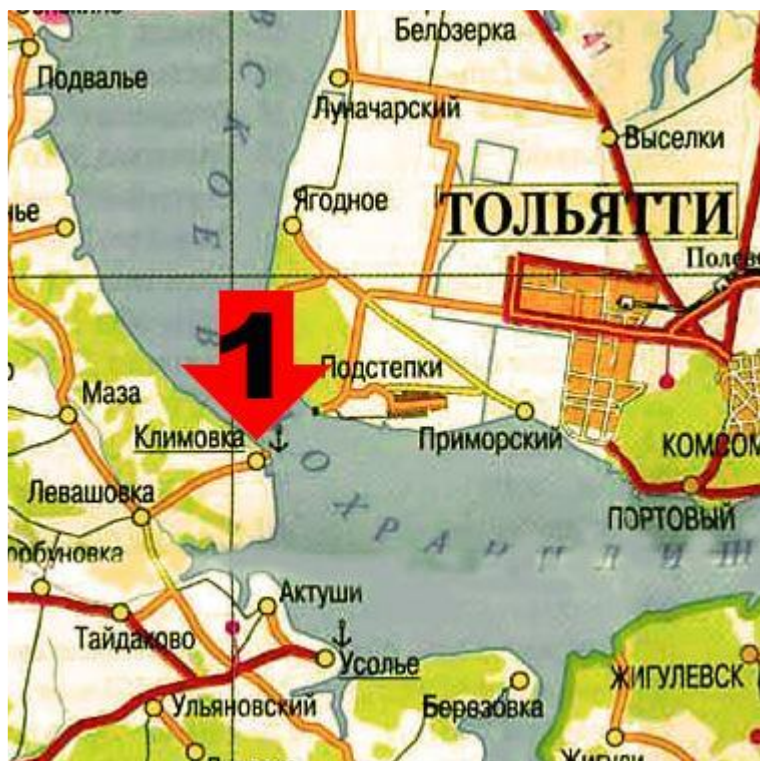 Белозерка
Подвалье
Луначарский
Выселки
Ягодное
ТОЛЬЯТТИ
1
Подстепки
Маза
Климовка
Приморский
Левашовка
ПОРТОВЫЙ
Актуши
Тайдаково
Усолье
ЖИГУЛЕВСК
Ульяновский
Березовка
Жигули